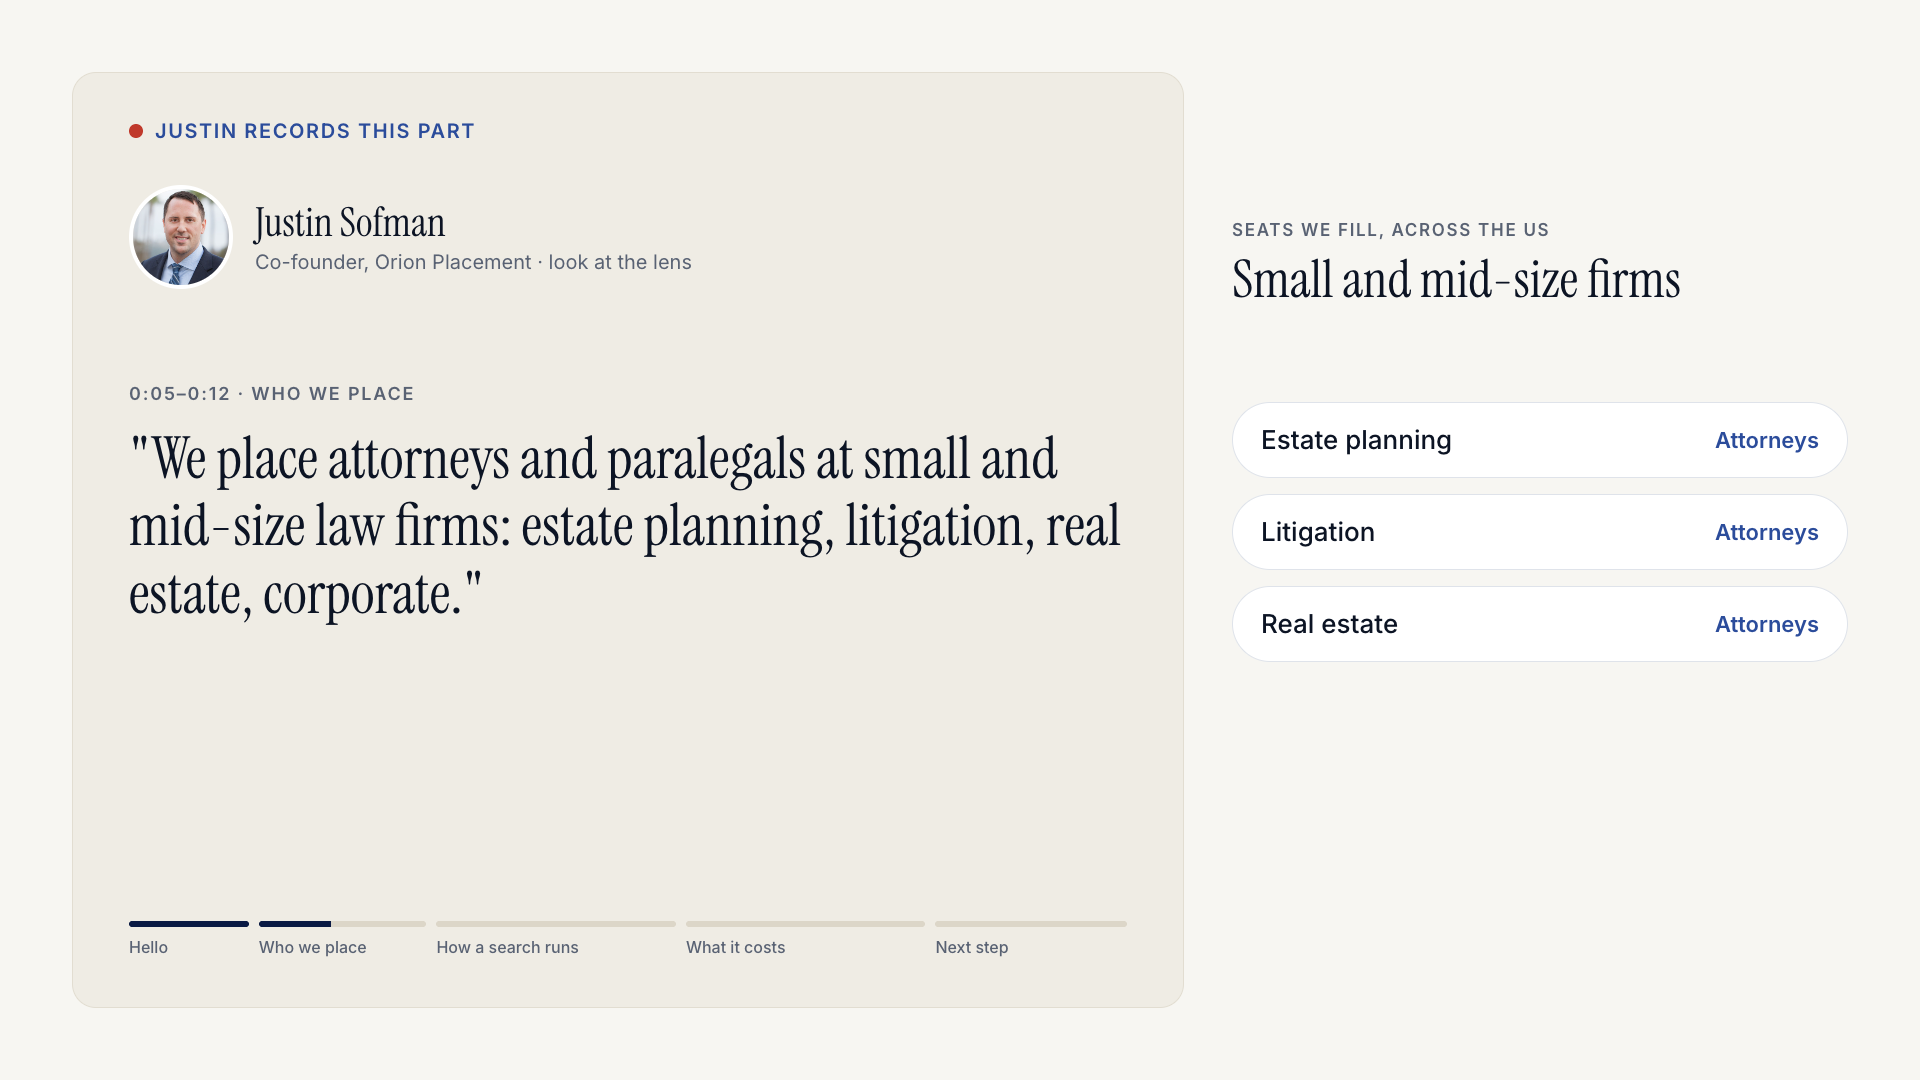 JUSTIN RECORDS THIS PART
Justin Sofman
Co-founder, Orion Placement · look at the lens
0:05–0:12 · WHO WE PLACE
"We place attorneys and paralegals at small and
mid-size law firms: estate planning, litigation, real
estate, corporate."
Hello
Who we place
How a search runs
What it costs
Next step
SEATS WE FILL, ACROSS THE US
Small and mid-size firms
Estate planning
Attorneys
Litigation
Attorneys
Real estate
Attorneys